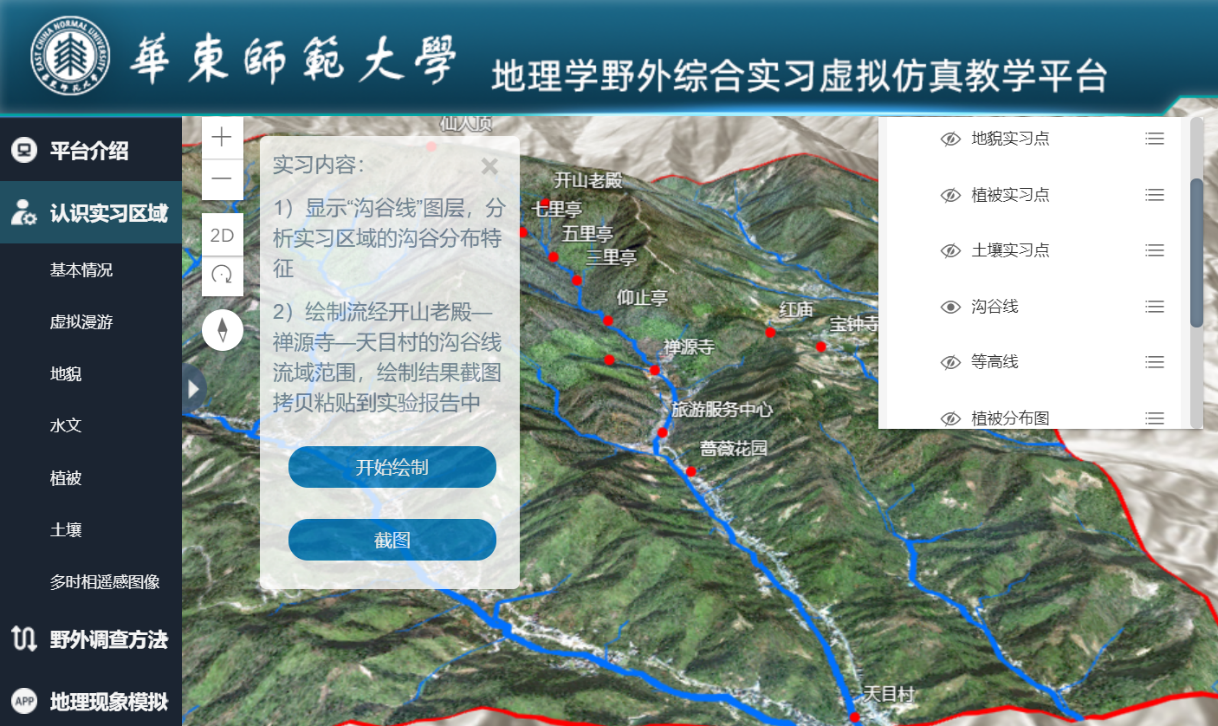 EAST CHINA NORMAL UNIVERSITY
華東師範大學
地理学野外综合实习虚拟仿真教学平台
平台介绍
认识实习区域
基本情况
虚拟漫游
地貌
水文
植被
土壤
多时相遥感图像
野外调查方法
APP
地理现象模拟
2D
实习内容：
1）显示“沟谷线”图层，分
析实习区域的沟谷分布特
征
2）绘制流经开山老殿—
禅源寺—天目村的沟谷线
流域范围，绘制结果截图
拷贝粘贴到实验报告中
开始绘制
截图
仙人顶
开山老殿
七里亭
五里亭
三里亭
仰止亭
红庙
宝钟寺
禅源寺
旅游服务中心
蔷薇花园
天目村
地貌实习点
植被实习点
土壤实习点
沟谷线
等高线
植被分布图